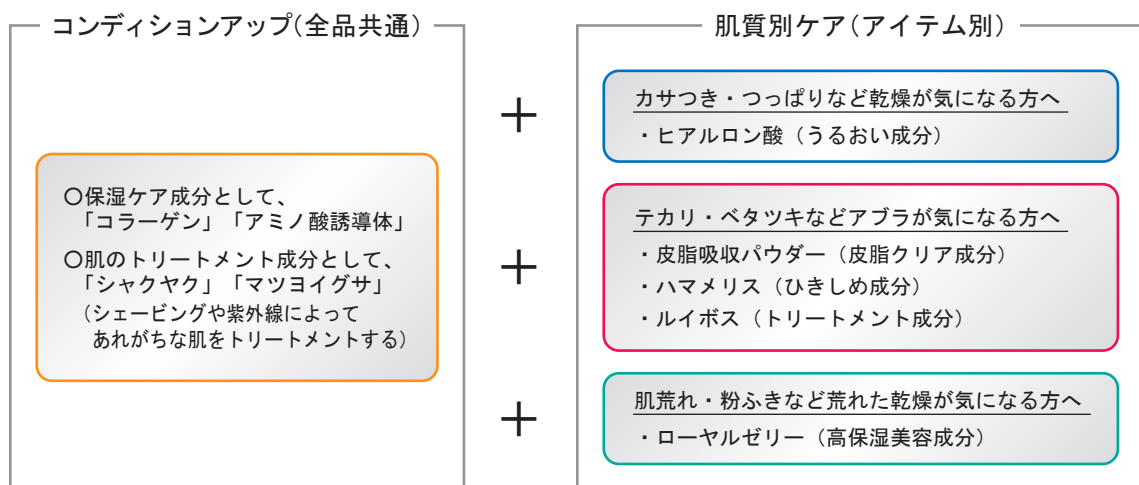 コンディションアップ(全品共通)
○保湿ケア成分として、
「コラーゲン」「アミノ酸誘導体」
○肌のトリートメント成分として、
「シャクヤク」「マツヨイグサ」
（シェービングや紫外線によって
あれがちな肌をトリートメントする）
+
+
+
肌質別ケア(アイテム別)
カサつき・つっぱりなど乾燥が気になる方へ
・ヒアルロン酸（うるおい成分）
テカリ・ベタツキなどアブラが気になる方へ
・皮脂吸収パウダー（皮脂クリア成分）
・ハマメリス（ひきしめ成分）
・ルイボス（トリートメント成分）
肌荒れ・粉ふきなど荒れた乾燥が気になる方へ
・ローヤルゼリー（高保湿美容成分）